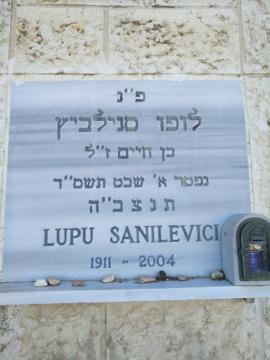 פ״נ
לופו סנילביץ
בן חיים ז״ל
נפטר א׳ שבט תשס״ד
תנצב״ה
LUPU SANILEVICI
1911 - 2004